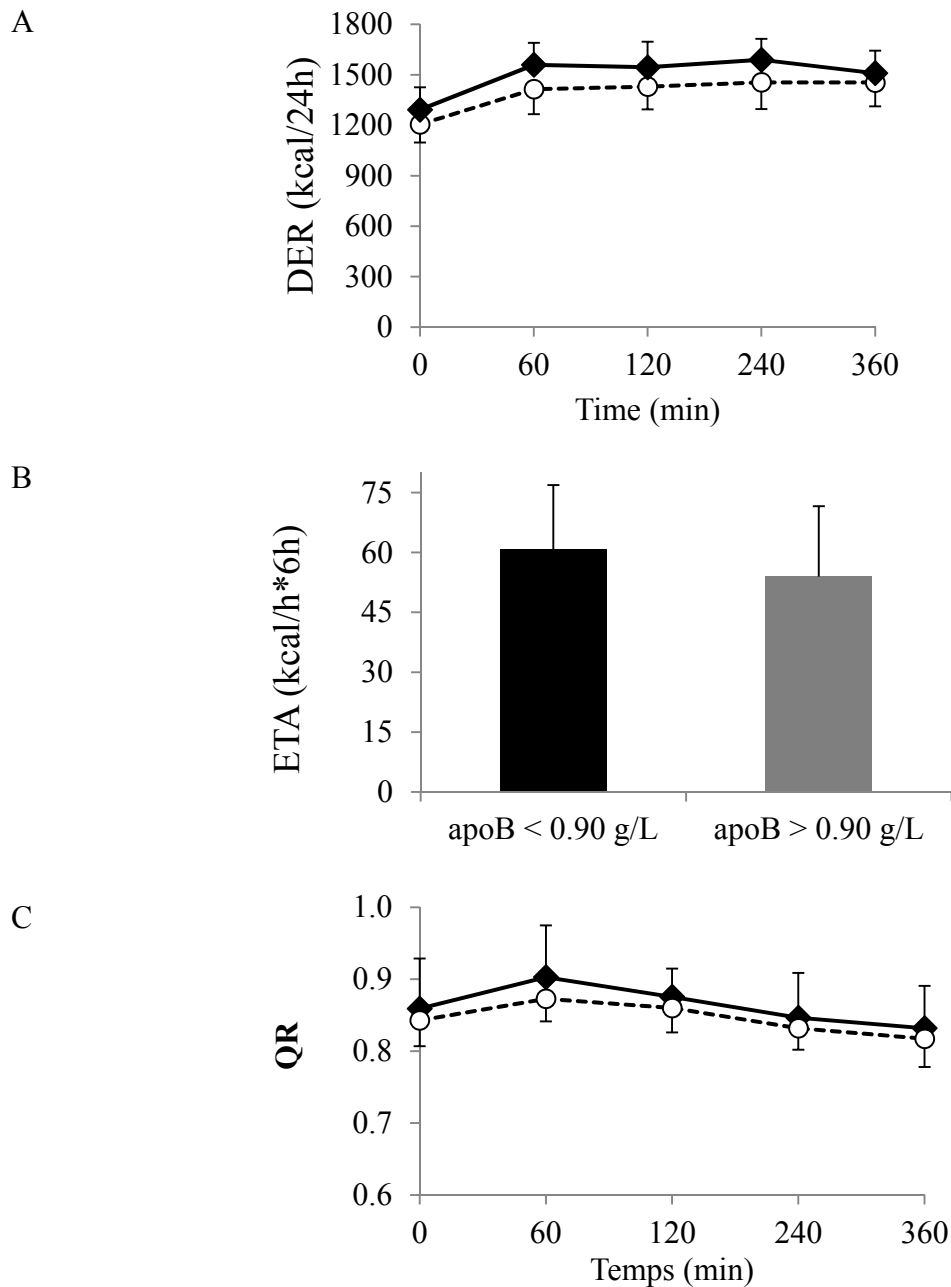 A
DER (kcal/24h)
1800
1500
1200
900
600
300
0
0 60 120 240 360
Time (min)
B
ETA (kcal/h*6h)
75
60
45
30
15
0
apoB < 0.90 g/L apoB > 0.90 g/L
C
QR
1.0
0.9
0.8
0.7
0.6
0 60 120 240 360
Temps (min)